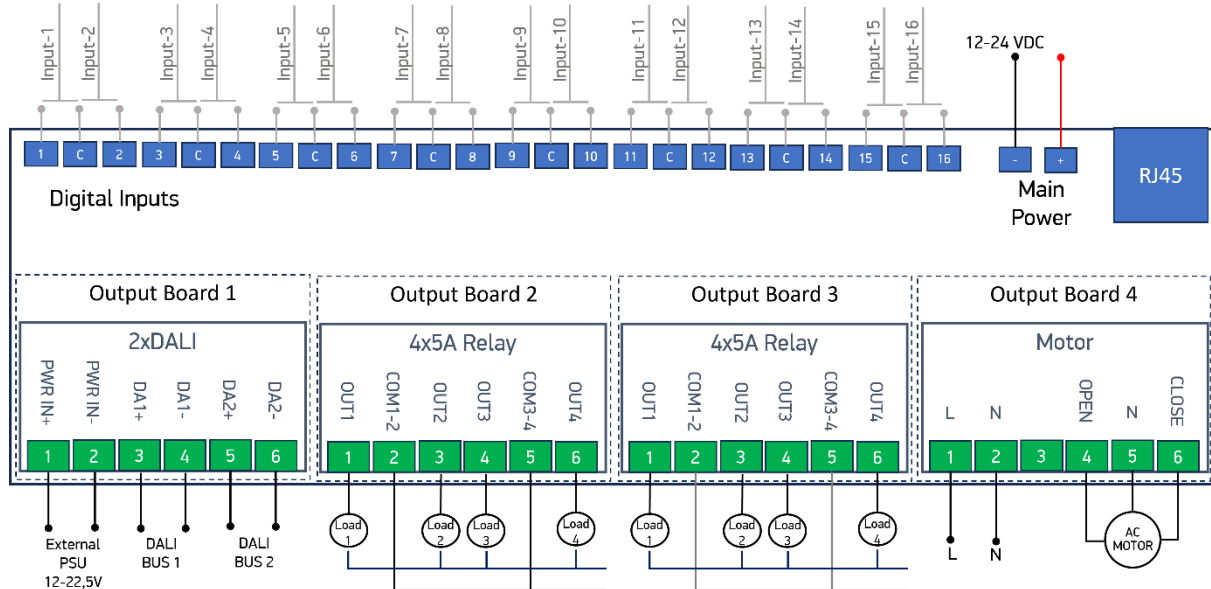 Input-1 Input-2 Input-3 Input-4 Input-5 Input-6 Input-7 Input-8 Input-9 Input-10 Input-11 Input-12 Input-13 Input-14 Input-15 Input-16
12-24 VDC
1 C 2 3 C 4 5 C 6 7 C 8 9 C 10 11 C 12 13 C 14 15 C 16 - +
RJ45
Digital Inputs
Main
Power
Output Board 1
2xDALI
PWR IN+ PWR IN- DA1+ DA1- DA2+ DA2-
1 2 3 4 5 6
External
PSU
12-22,5V
DALI
BUS 1
DALI
BUS 2
Output Board 2
4x5A Relay
OUT1 COM1-2 OUT2 OUT3 COM3-4 OUT4
1 2 3 4 5 6
Load
1
Load
2
Load
3
Load
4
Output Board 3
4x5A Relay
OUT1 COM1-2 OUT2 OUT3 COM3-4 OUT4
1 2 3 4 5 6
Load
1
Load
2
Load
3
Load
4
Output Board 4
Motor
L N OPEN N CLOSE
1 2 3 4 5 6
L N
AC
MOTOR